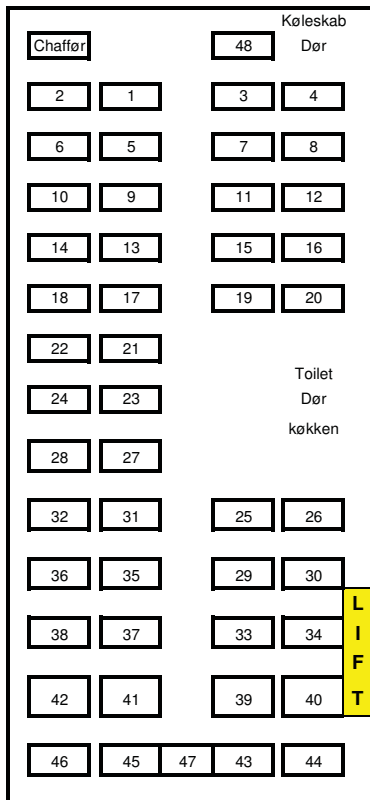 Køleskab
Chaffør 48 Dør
2 1 3 4
6 5 7 8
10 9 11 12
14 13 15 16
18 17 19 20
22 21
Toilet
24 23 Dør
køkken
28 27
32 31 25 26
36 35 29 30
L
38 37 33 34 I
F
42 41 39 40 T
46 45 47 43 44